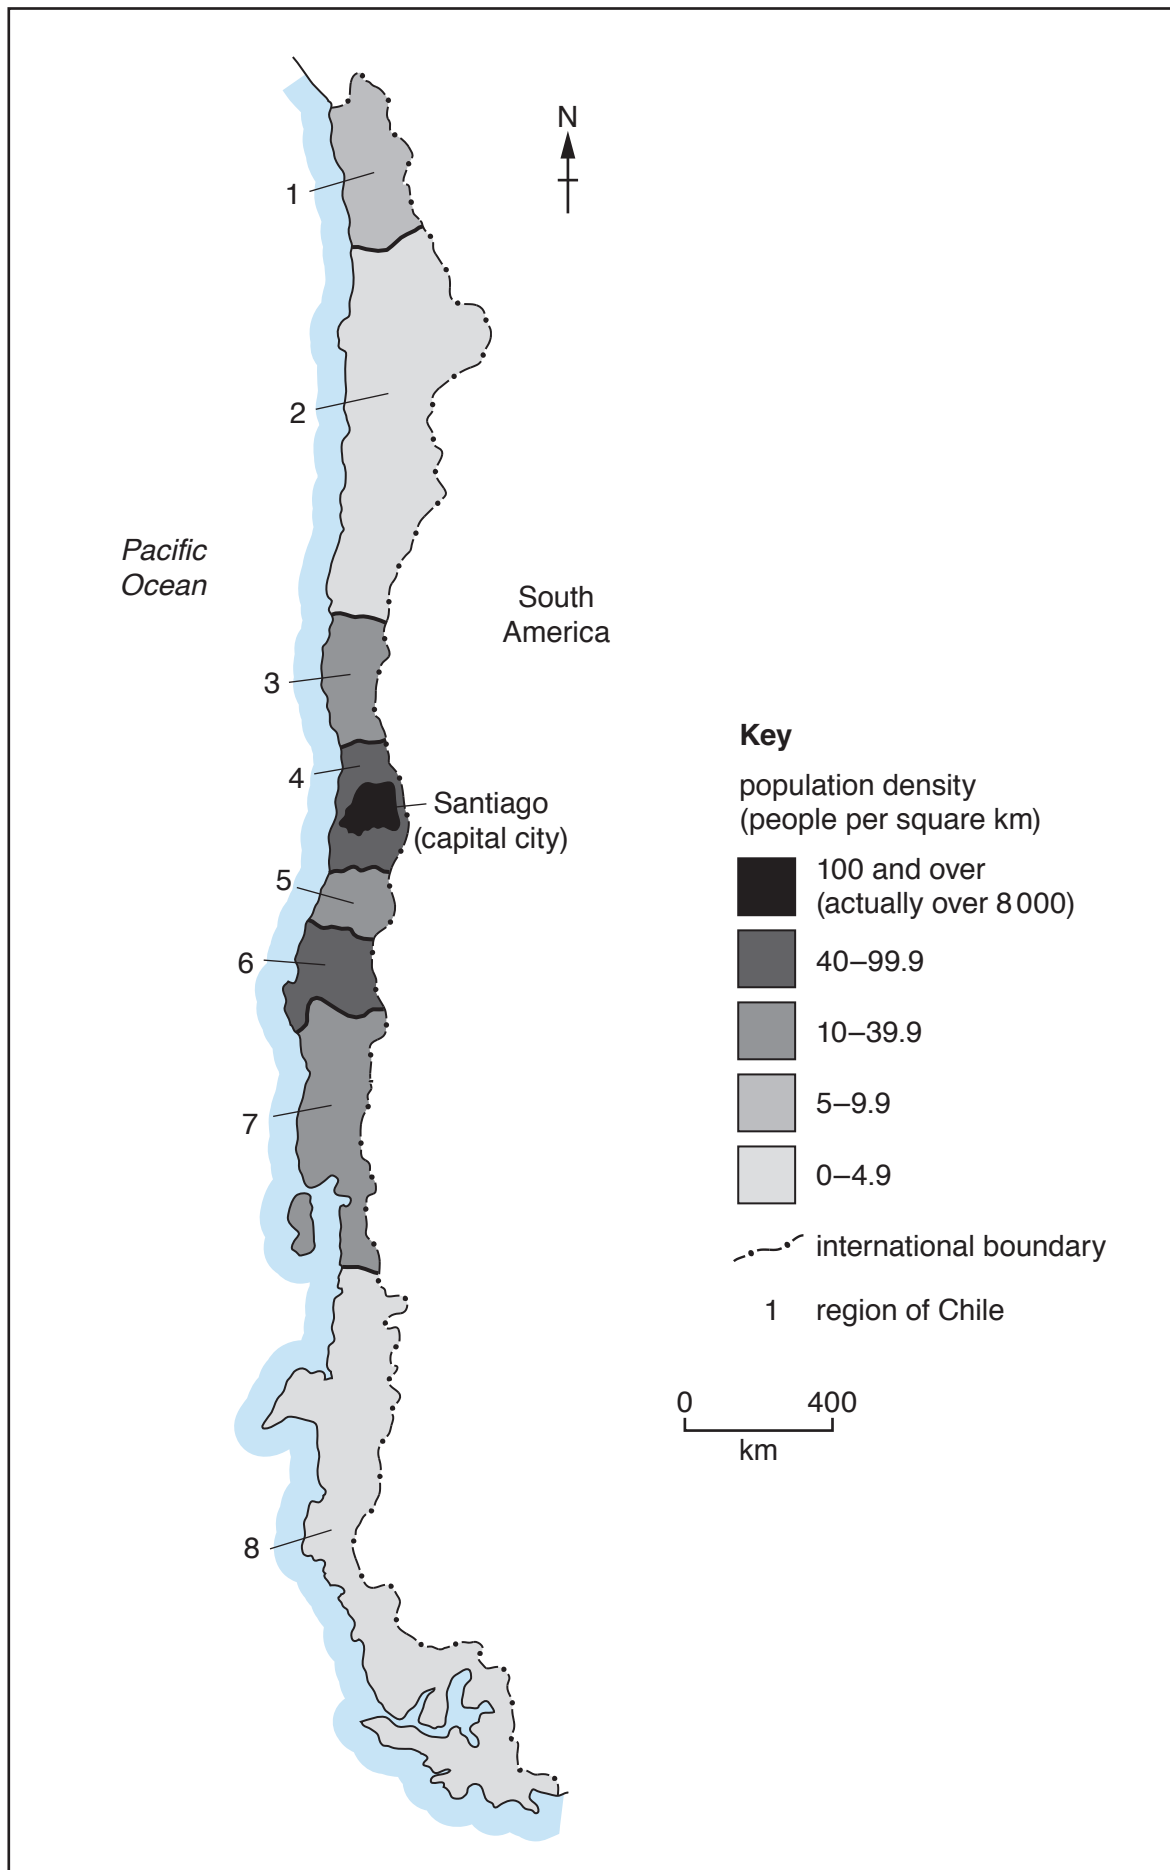 N
1
2
Pacific
Ocean
South
America
3
4
Santiago
(capital city)
5
6
7
8
Key
population density
(people per square km)
100 and over
(actually over 8 000)
40–99.9
10–39.9
5–9.9
0–4.9
international boundary
1 region of Chile
0 400
km